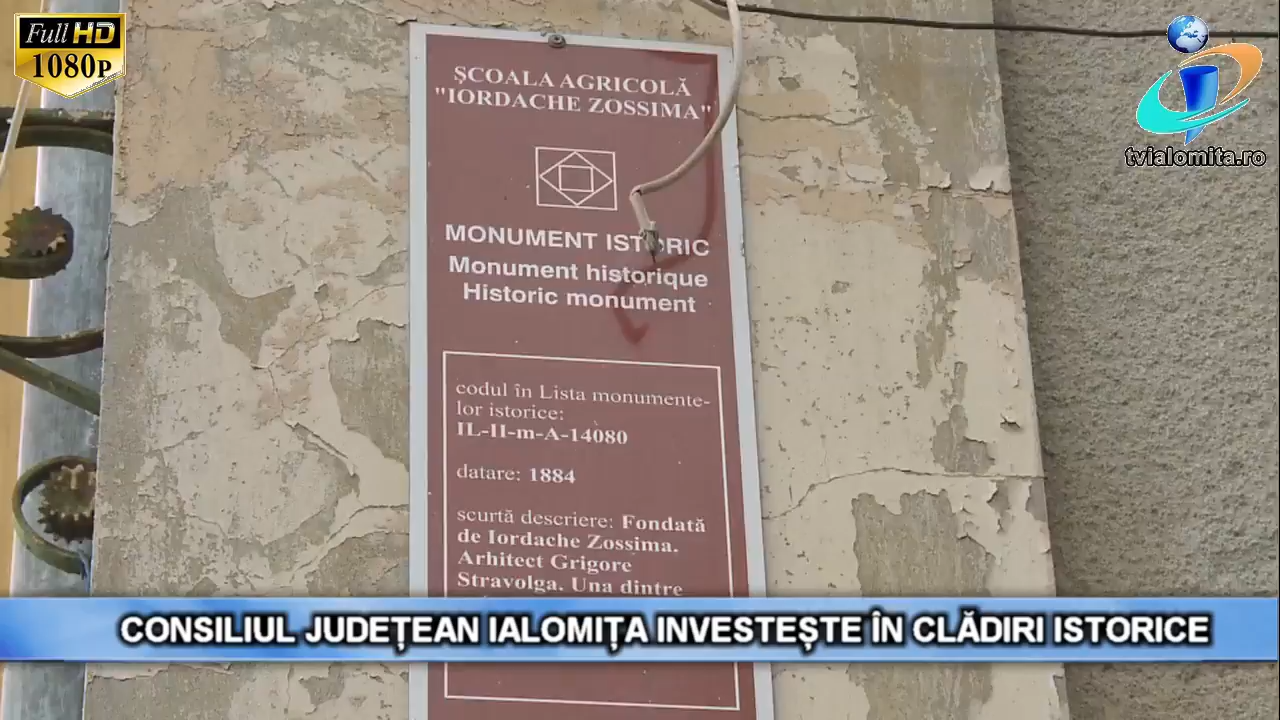 Full HD
1080P
tvialomita.ro
ȘCOALA AGRICOLĂ
"IORDACHE ZOSSIMA"
MONUMENT ISTORIC
Monument historique
Historic monument
codul în Lista monumente-
lor istorice:
IL-II-m-A-14080
datare: 1884
scurtă descriere: Fondată
de Iordache Zossima.
Arhitect Grigore
Stravolga. Una dintre
CONSILIUL JUDEȚEAN IALOMIȚA INVESTEȘTE ÎN CLĂDIRI ISTORICE